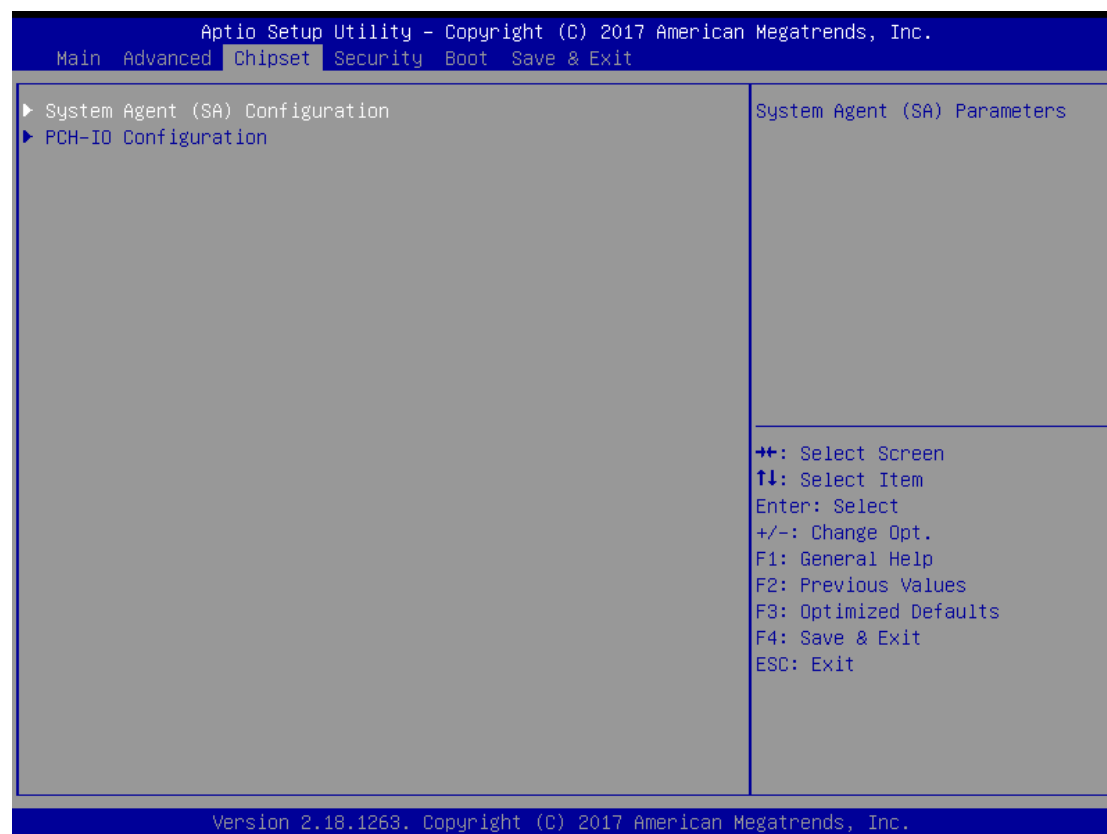 Aptio Setup Utility – Copyright (C) 2017 American Megatrends, Inc.
Main Advanced Chipset Security Boot Save & Exit
▶ System Agent (SA) Configuration
▶ PCH-IO Configuration
System Agent (SA) Parameters
→←: Select Screen
↑↓: Select Item
Enter: Select
+/-: Change Opt.
F1: General Help
F2: Previous Values
F3: Optimized Defaults
F4: Save & Exit
ESC: Exit
Version 2.18.1263. Copyright (C) 2017 American Megatrends, Inc.